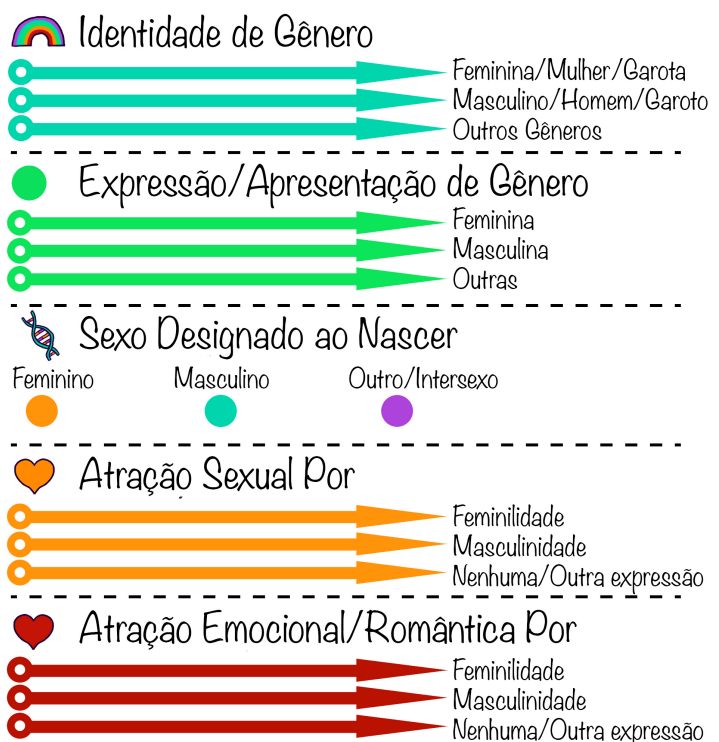 Identidade de Gênero
Feminina/Mulher/Garota
Masculino/Homem/Garoto
Outros Gêneros
Expressão/Apresentação de Gênero
Feminina
Masculina
Outras
Sexo Designado ao Nascer
Feminino Masculino Outro/Intersexo
Atração Sexual Por
Feminilidade
Masculinidade
Nenhuma/Outra expressão
Atração Emocional/Romântica Por
Feminilidade
Masculinidade
Nenhuma/Outra expressão